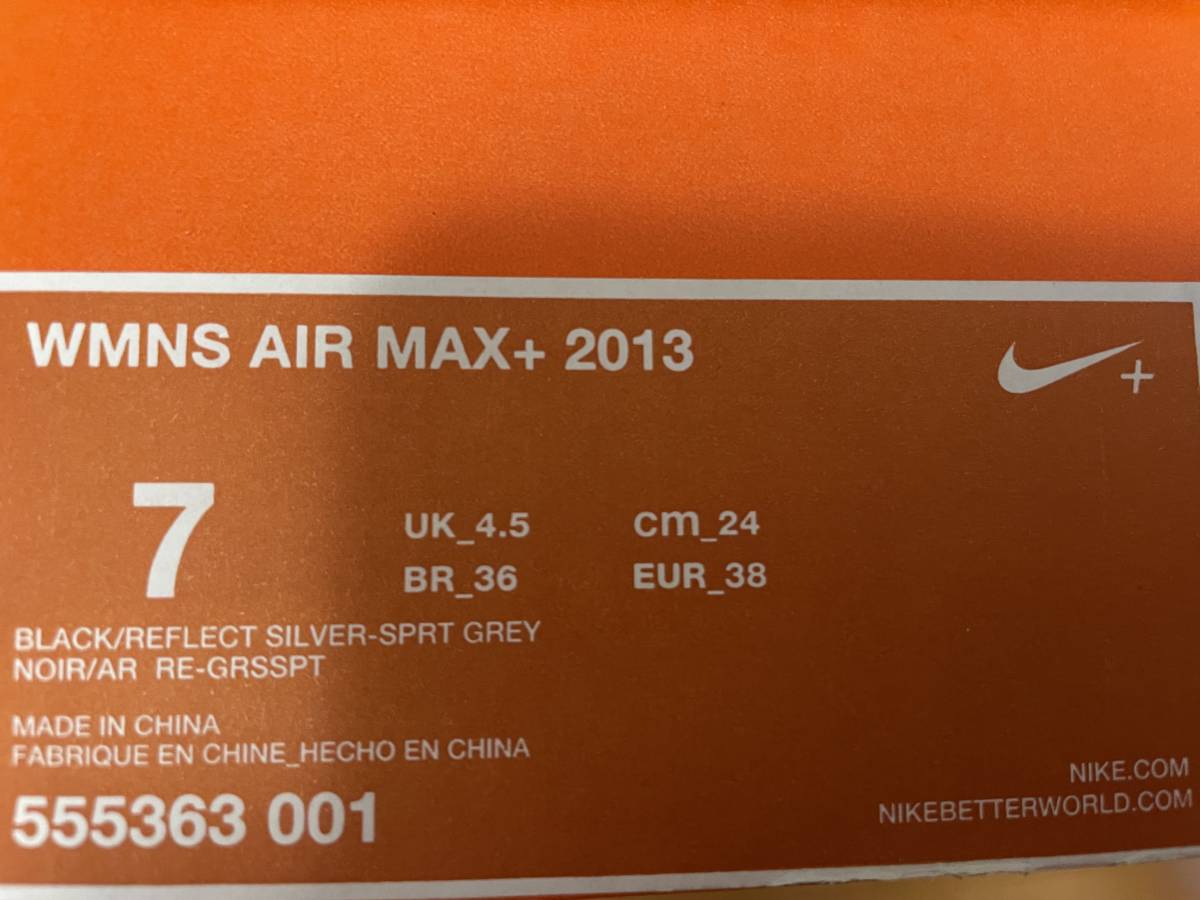 WMNS AIR MAX+ 2013
+
7
UK_4.5 cm_24
BR_36 EUR_38
BLACK/REFLECT SILVER-SPRT GREY
NOIR/AR RE-GRSSPT
MADE IN CHINA
FABRIQUE EN CHINE_HECHO EN CHINA
555363 001
NIKE.COM
NIKEBETTERWORLD.COM